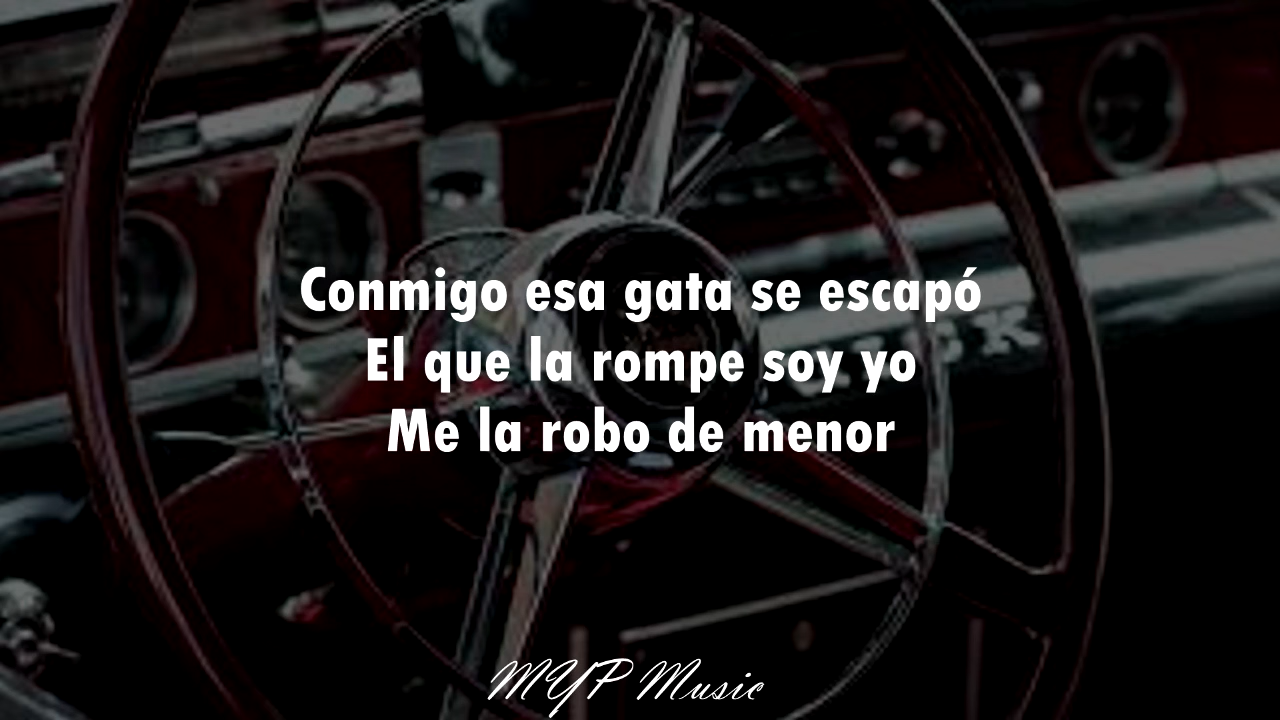 Conmigo esa gata se escapó
El que la rompe soy yo
Me la robo de menor
MYP Music